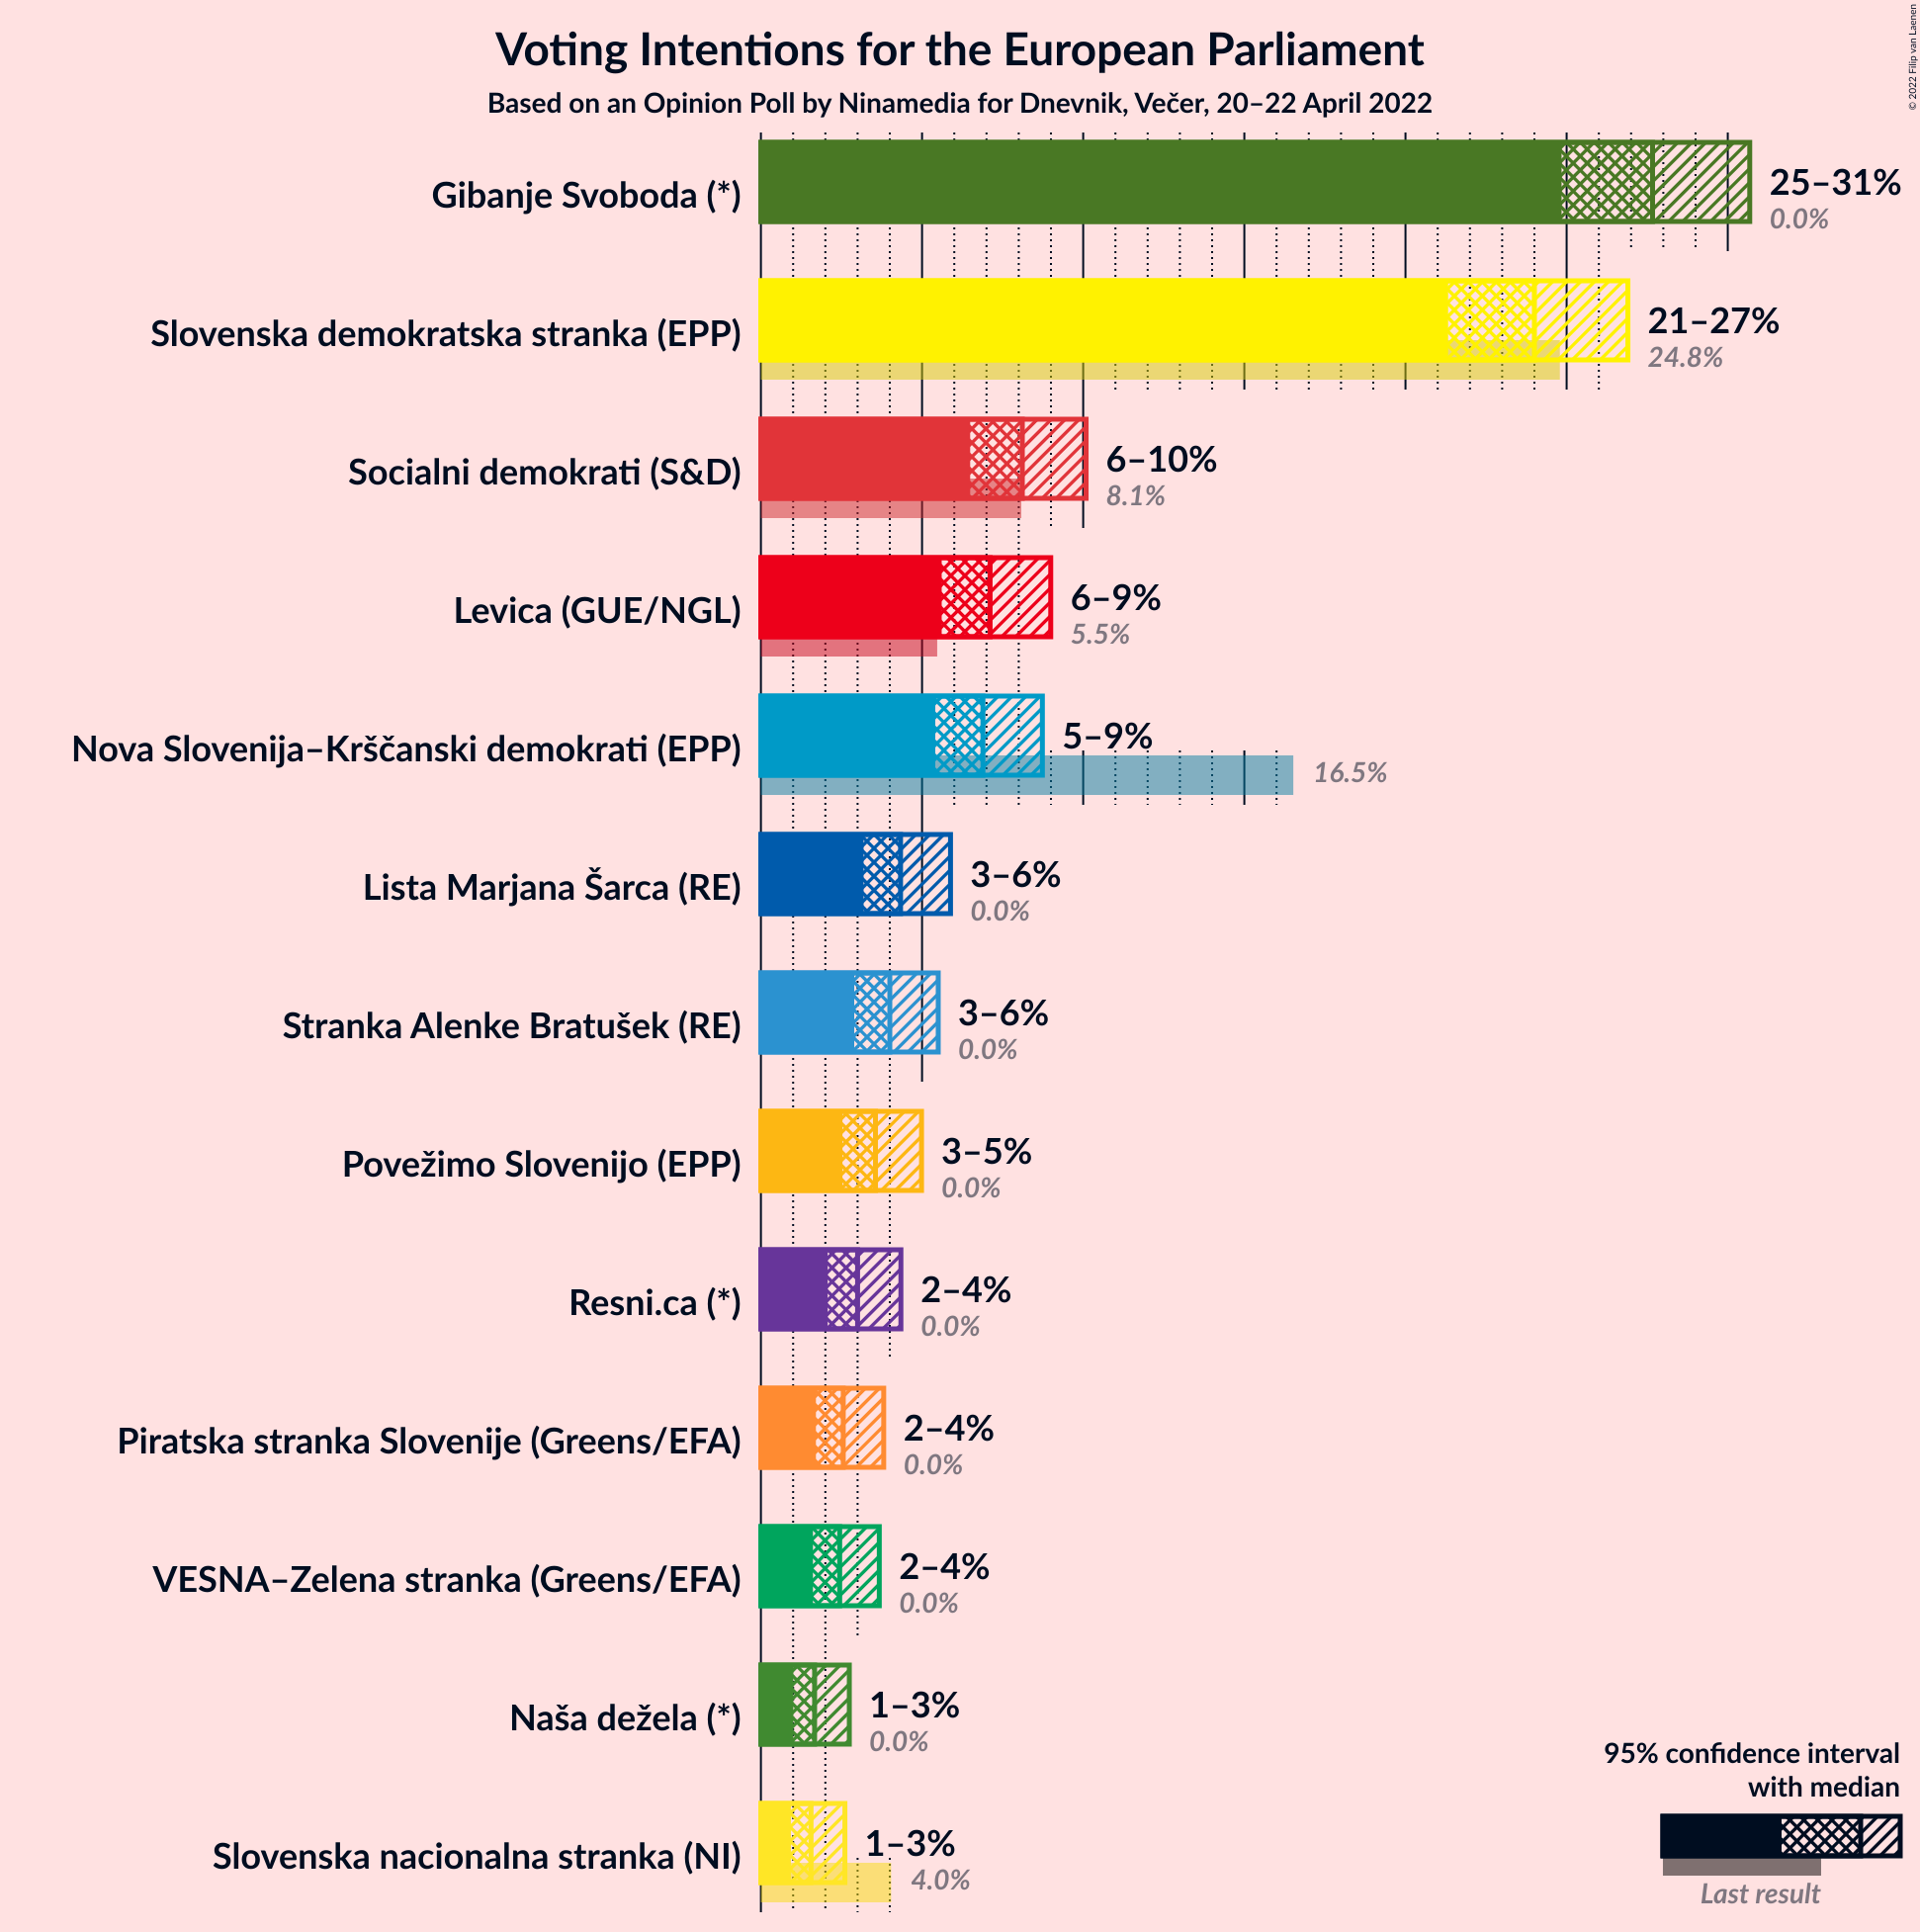 Voting Intentions for the European Parliament
Based on an Opinion Poll by Ninamedia for Dnevnik, Večer, 20–22 April 2022
© 2022 Filip van Laenen
Gibanje Svoboda (*)
25–31%
0.0%
Slovenska demokratska stranka (EPP)
21–27%
24.8%
Socialni demokrati (S&D)
6–10%
8.1%
Levica (GUE/NGL)
6–9%
5.5%
Nova Slovenija–Krščanski demokrati (EPP)
5–9%
16.5%
Lista Marjana Šarca (RE)
3–6%
0.0%
Stranka Alenke Bratušek (RE)
3–6%
0.0%
Povežimo Slovenijo (EPP)
3–5%
0.0%
Resni.ca (*)
2–4%
0.0%
Piratska stranka Slovenije (Greens/EFA)
2–4%
0.0%
VESNA–Zelena stranka (Greens/EFA)
2–4%
0.0%
Naša dežela (*)
1–3%
0.0%
Slovenska nacionalna stranka (NI)
1–3%
4.0%
95% confidence interval
with median
Last result